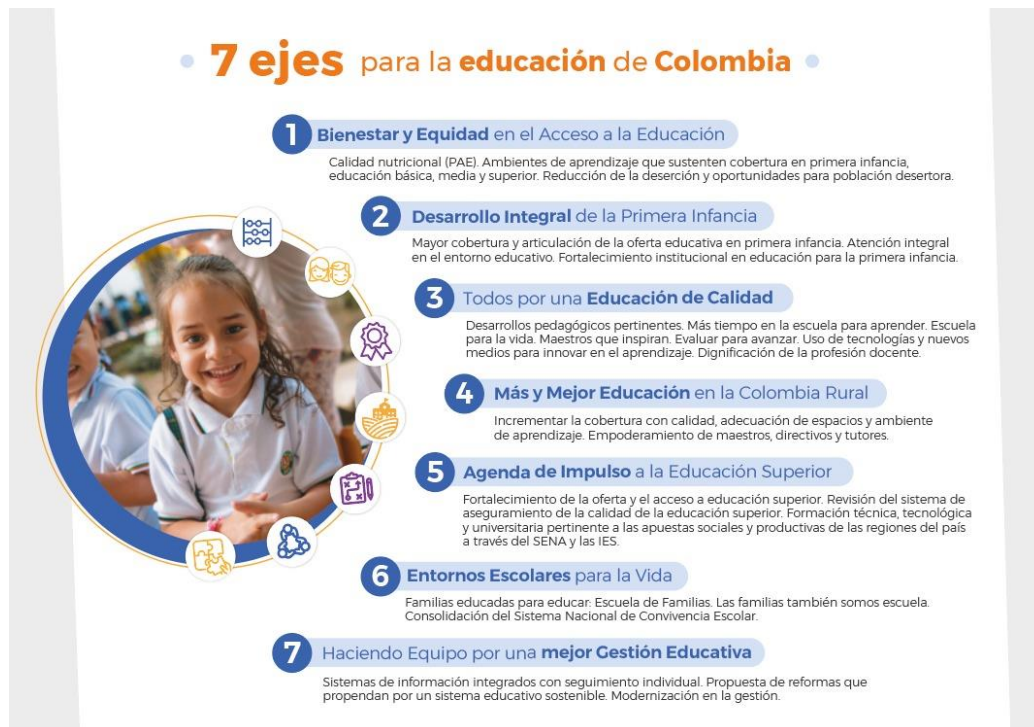 7 ejes para la educación de Colombia
1 Bienestar y Equidad en el Acceso a la Educación
Calidad nutricional (PAE). Ambientes de aprendizaje que sustenten cobertura en primera infancia,
educación básica, media y superior. Reducción de la deserción y oportunidades para población desertora.
2 Desarrollo Integral de la Primera Infancia
Mayor cobertura y articulación de la oferta educativa en primera infancia. Atención integral
en el entorno educativo. Fortalecimiento institucional en educación para la primera infancia.
3 Todos por una Educación de Calidad
Desarrollos pedagógicos pertinentes. Más tiempo en la escuela para aprender. Escuela
para la vida. Maestros que inspiran. Evaluar para avanzar. Uso de tecnologías y nuevos
medios para innovar en el aprendizaje. Dignificación de la profesión docente.
4 Más y Mejor Educación en la Colombia Rural
Incrementar la cobertura con calidad, adecuación de espacios y ambiente
de aprendizaje. Empoderamiento de maestros, directivos y tutores.
5 Agenda de Impulso a la Educación Superior
Fortalecimiento de la oferta y el acceso a educación superior. Revisión del sistema de
aseguramiento de la calidad de la educación superior. Formación técnica, tecnológica
y universitaria pertinente a las apuestas sociales y productivas de las regiones del país
a través del SENA y las IES.
6 Entornos Escolares para la Vida
Familias educadas para educar: Escuela de Familias. Las familias también somos escuela.
Consolidación del Sistema Nacional de Convivencia Escolar.
7 Haciendo Equipo por una mejor Gestión Educativa
Sistemas de información integrados con seguimiento individual. Propuesta de reformas que
propendan por un sistema educativo sostenible. Modernización en la gestión.